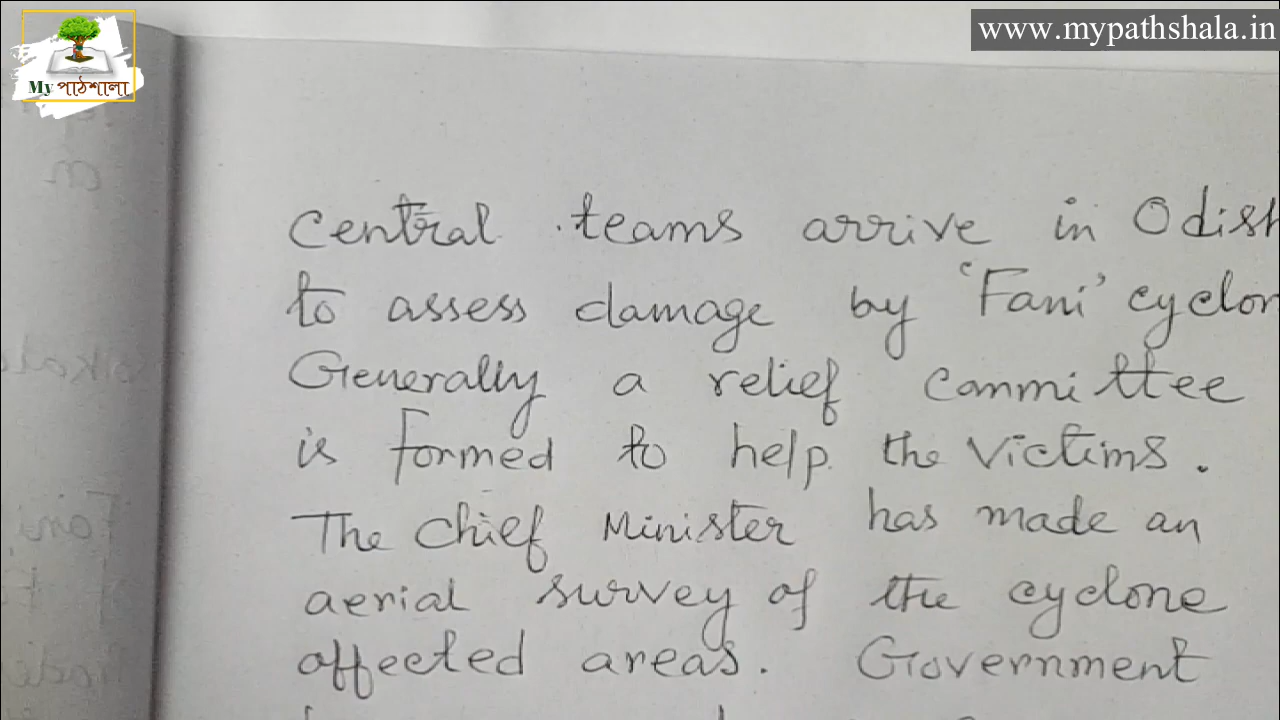 www.mypathshala.in
My পাঠশালা
on
central teams arrive in Odish
to assess damage by 'Fani' cyclon
Generally a relief committee
is formed to help the victims.
The chief Minister has made an
aerial survey of the cyclone
affected areas. Government